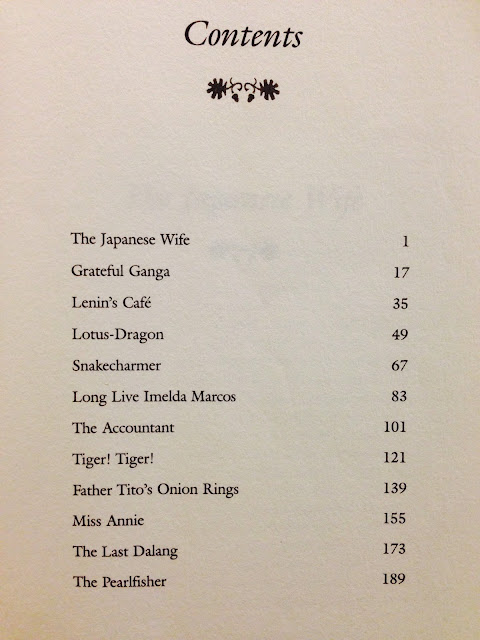 Contents
The Japanese Wife 1
Grateful Ganga 17
Lenin's Café 35
Lotus-Dragon 49
Snakecharmer 67
Long Live Imelda Marcos 83
The Accountant 101
Tiger! Tiger! 121
Father Tito's Onion Rings 139
Miss Annie 155
The Last Dalang 173
The Pearlfisher 189